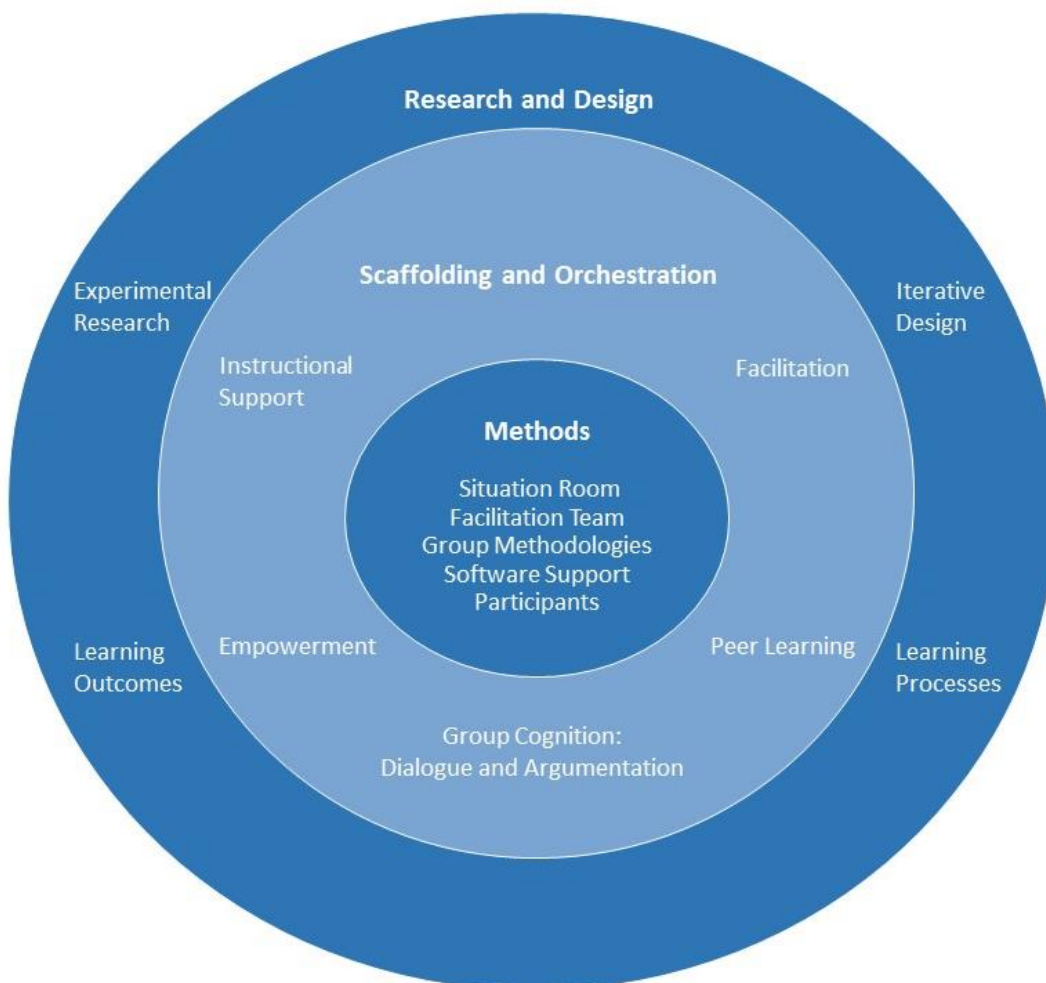 Research and Design
Scaffolding and Orchestration
Experimental
Research
Iterative
Design
Instructional
Support
Facilitation
Methods
Situation Room
Facilitation Team
Group Methodologies
Software Support
Participants
Empowerment
Peer Learning
Learning
Outcomes
Learning
Processes
Group Cognition:
Dialogue and Argumentation